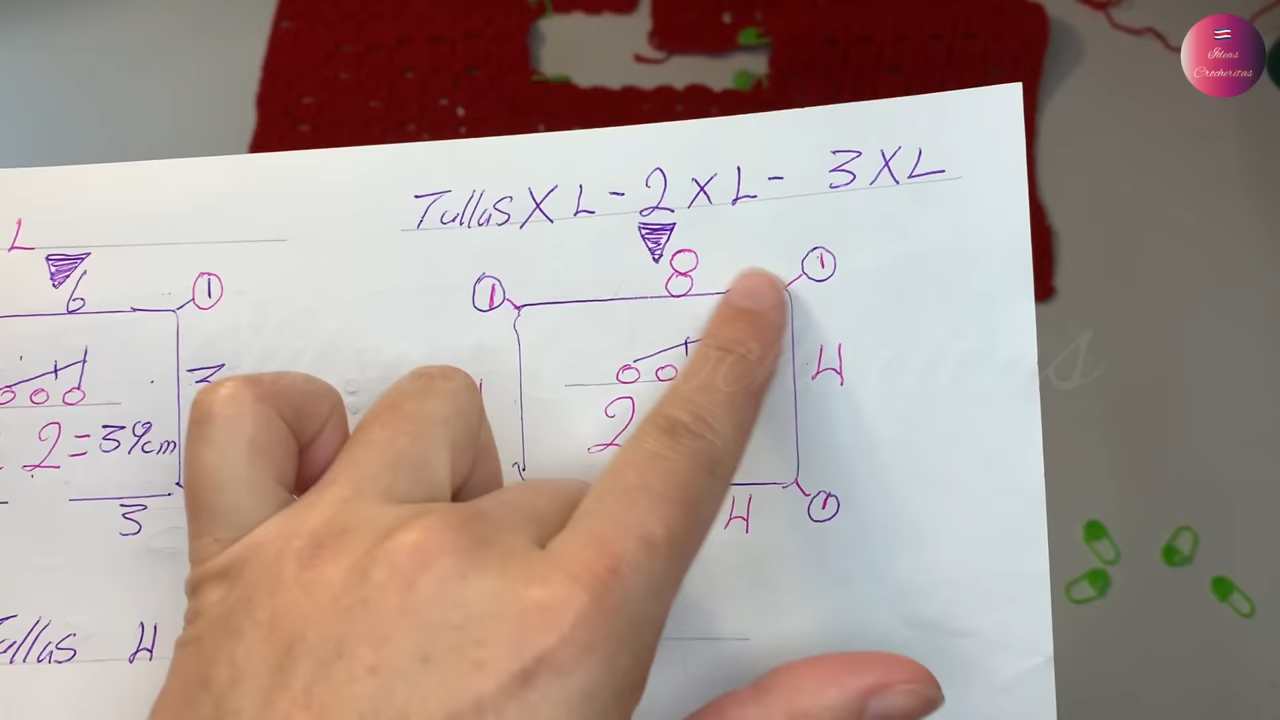 Tallas XL - 2XL - 3XL
L
6
1
8
1
1
3
4
2 = 39cm
2
3
4
1
Tallas 4
Ideas
Crocheritas